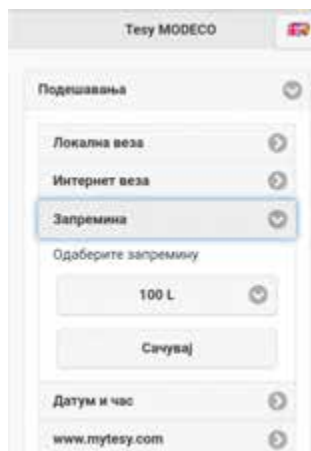 Tesy MODECO
Подешавања
Локална веза
Интернет веза
Запремина
Одаберите запремину
100 L
Сачувај
Датум и час
www.mytesy.com